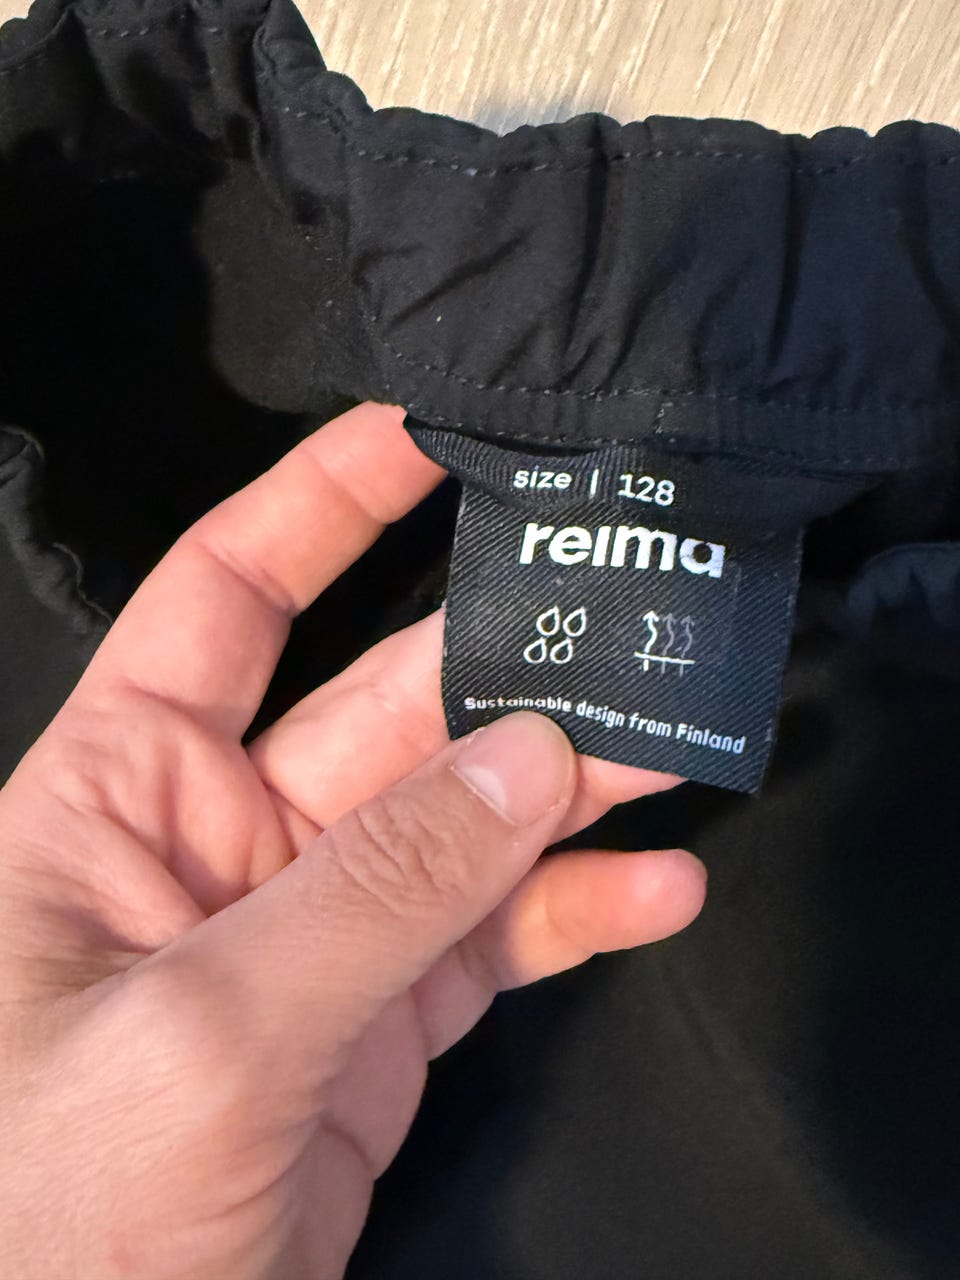 size | 128
reima
Sustainable design from Finland